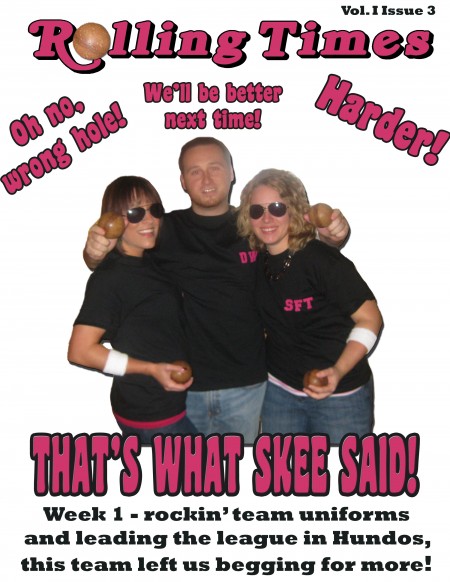 Vol. I Issue 3
Rolling Times
Oh no,
wrong hole!
We'll be better
next time!
Harder!
DW
SFT
THAT'S WHAT SKEE SAID!
Week 1 - rockin' team uniforms
and leading the league in Hundos,
this team left us begging for more!